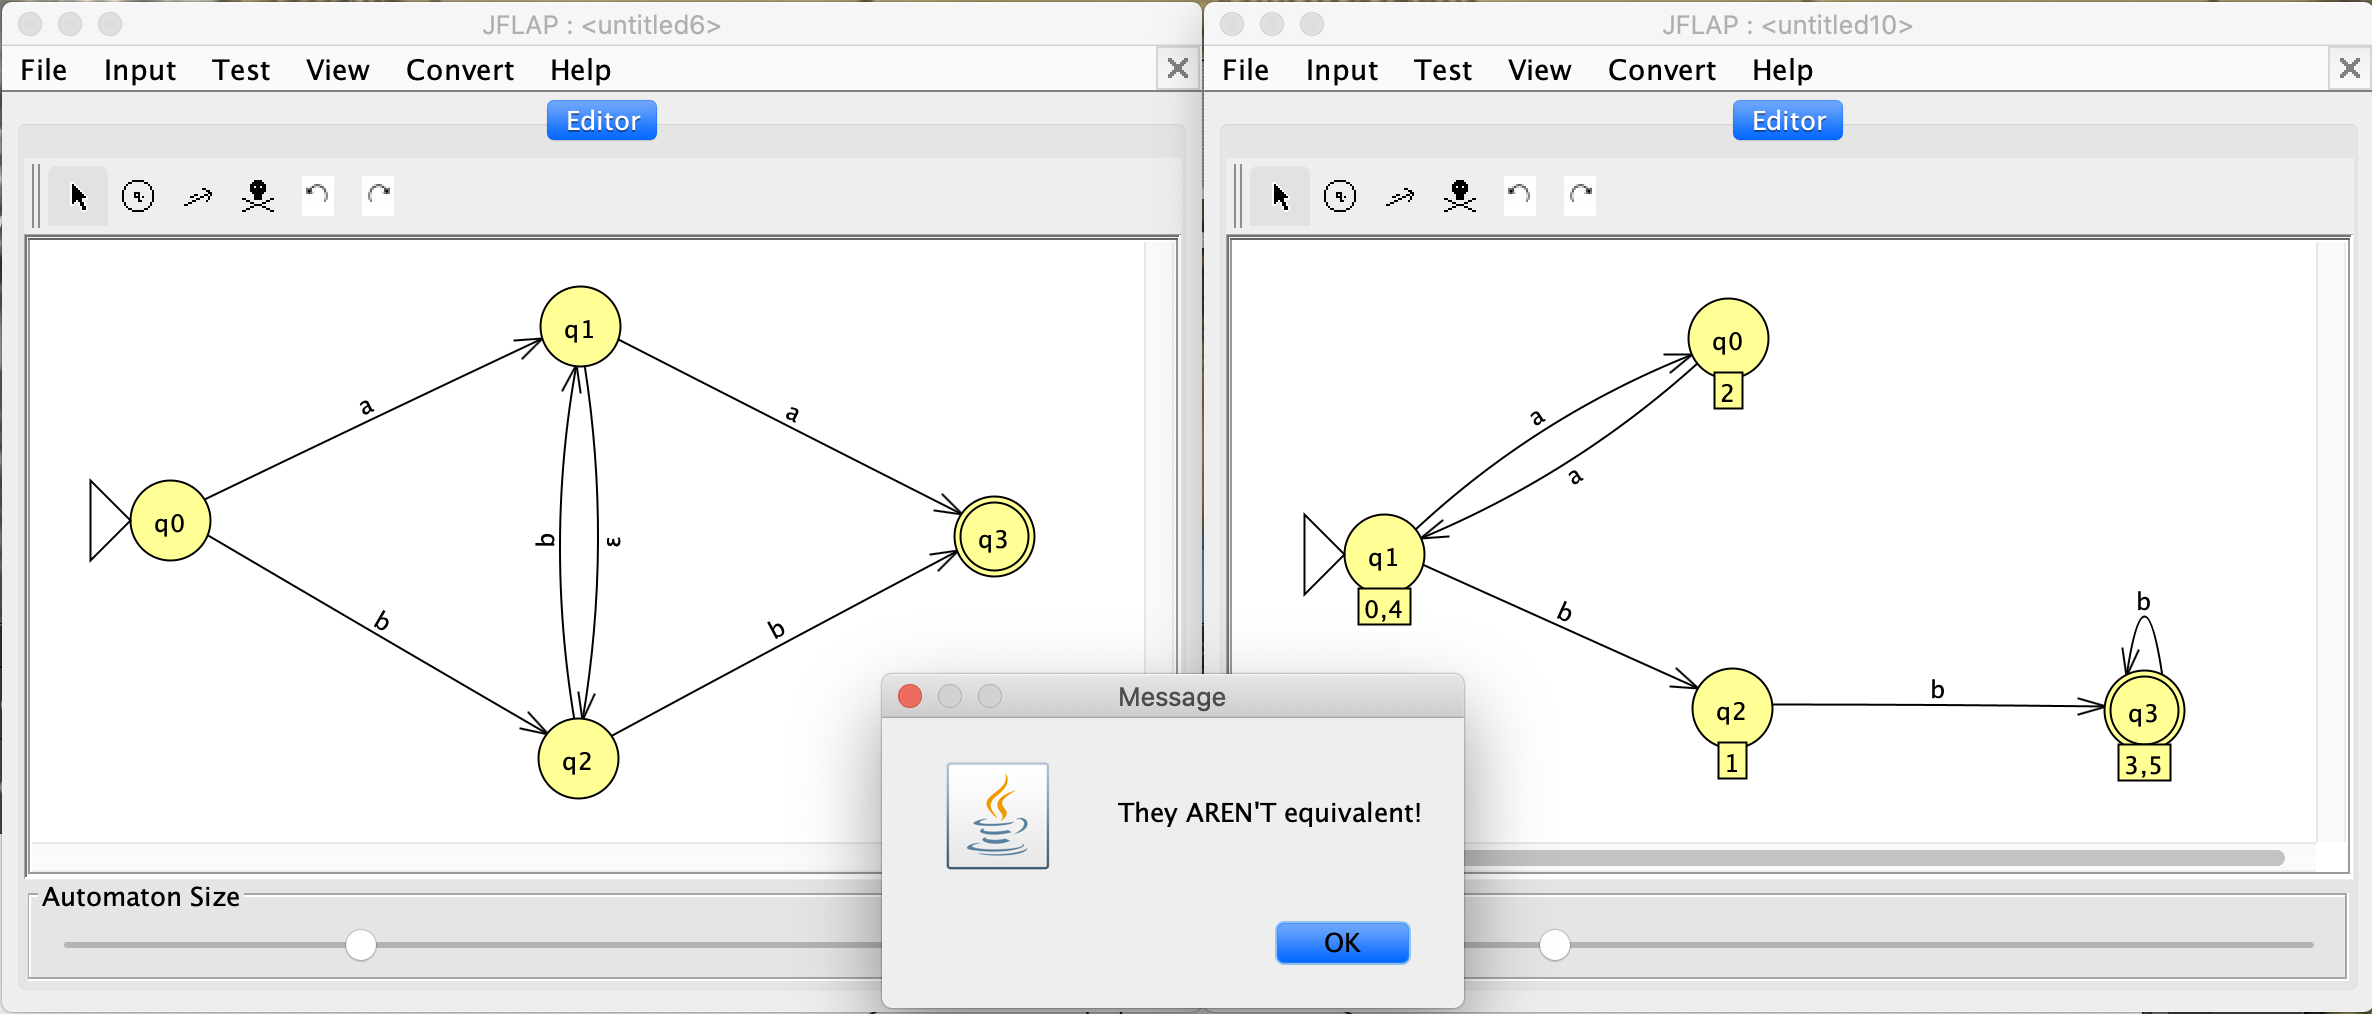 JFLAP : <untitled6>
File Input Test View Convert Help
Editor
q
q1
a
a
q0
b
ε
q3
b
b
q2
Automaton Size
JFLAP : <untitled10>
File Input Test View Convert Help
Editor
q
q0
2
a
a
q1
0,4
b
b
q2
1
b
q3
3,5
Message
They AREN'T equivalent!
OK